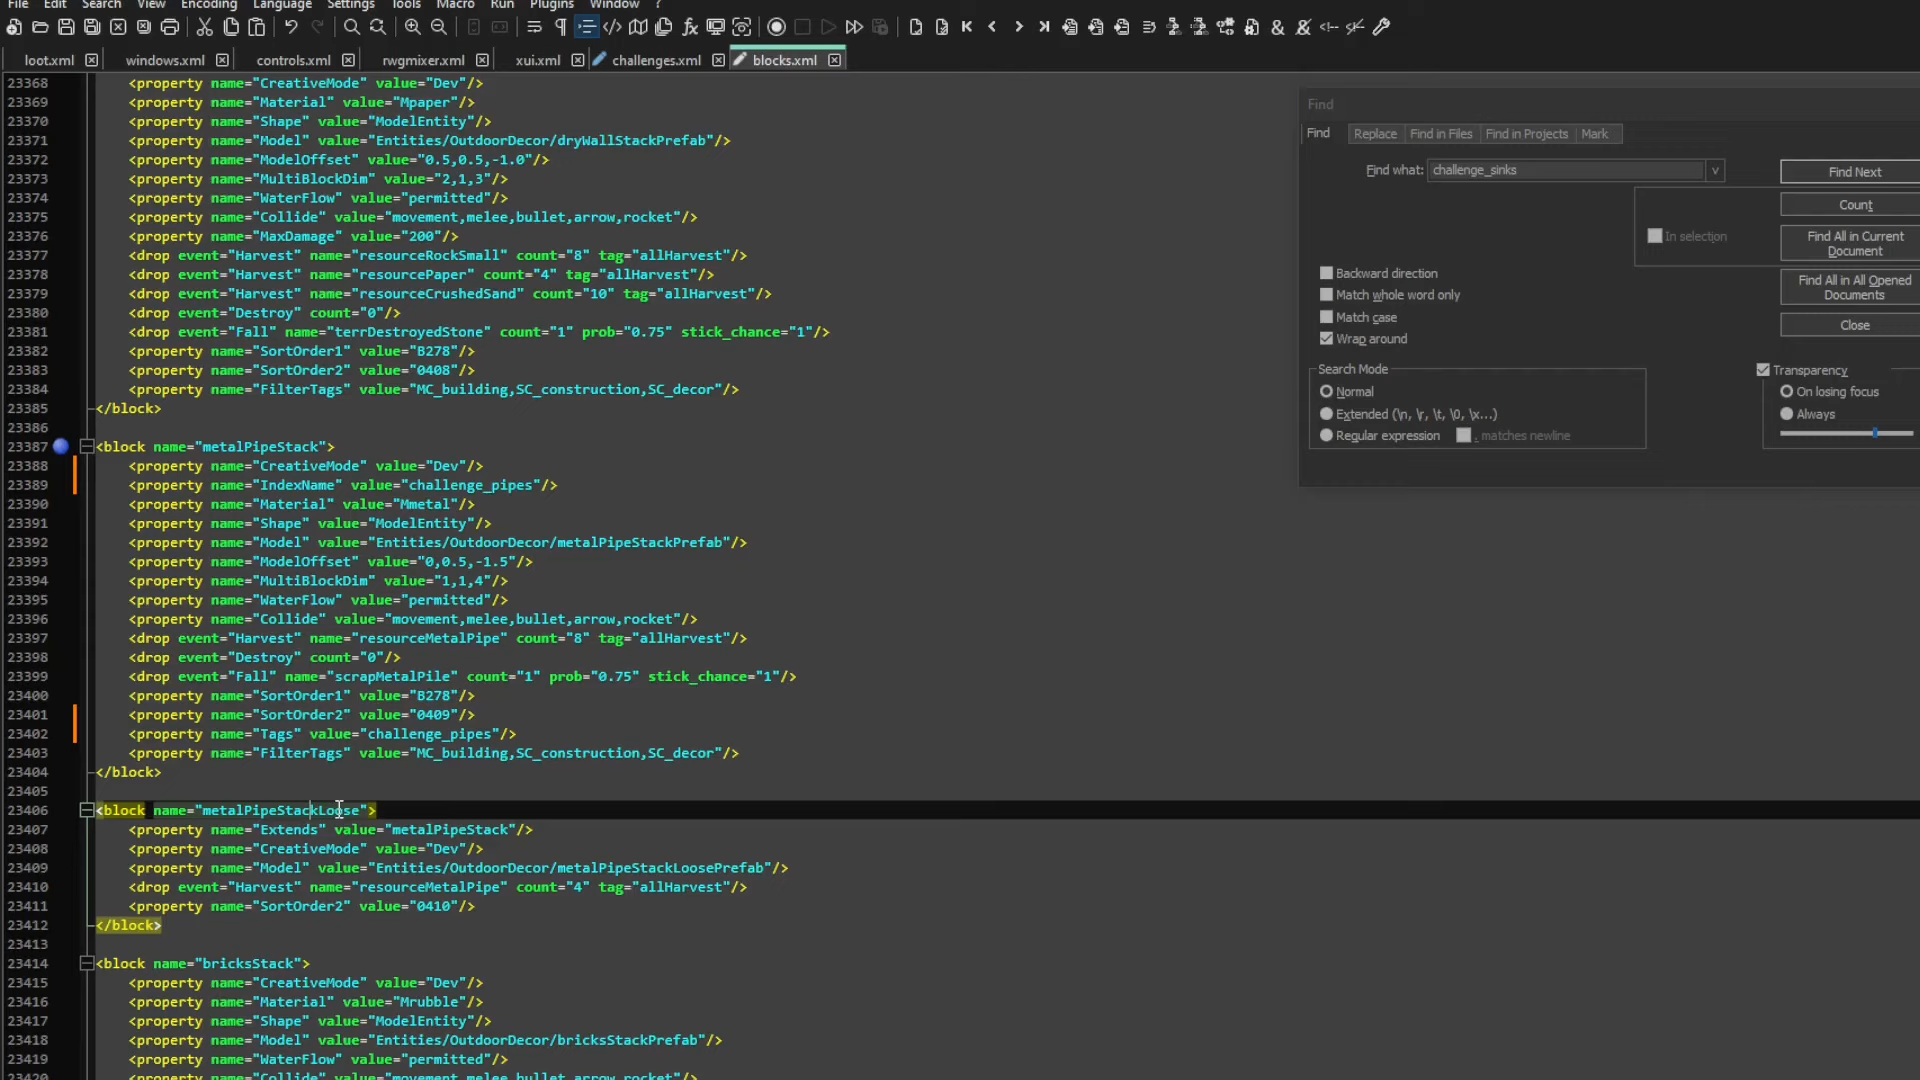 File Edit Search View Encoding Language Settings Tools Macro Run Plugins Window ?
loot.xml windows.xml controls.xml rwgmixer.xml xui.xml challenges.xml blocks.xml
23368 <property name="CreativeMode" value="Dev"/>
23369 <property name="Material" value="Mpaper"/>
23370 <property name="Shape" value="ModelEntity"/>
23371 <property name="Model" value="Entities/OutdoorDecor/dryWallStackPrefab"/>
23372 <property name="ModelOffset" value="0.5,0.5,-1.0"/>
23373 <property name="MultiBlockDim" value="2,1,3"/>
23374 <property name="WaterFlow" value="permitted"/>
23375 <property name="Collide" value="movement,melee,bullet,arrow,rocket"/>
23376 <property name="MaxDamage" value="200"/>
23377 <drop event="Harvest" name="resourceRockSmall" count="8" tag="allHarvest"/>
23378 <drop event="Harvest" name="resourcePaper" count="4" tag="allHarvest"/>
23379 <drop event="Harvest" name="resourceCrushedSand" count="10" tag="allHarvest"/>
23380 <drop event="Destroy" count="0"/>
23381 <drop event="Fall" name="terrDestroyedStone" count="1" prob="0.75" stick_chance="1"/>
23382 <property name="SortOrder1" value="B278"/>
23383 <property name="SortOrder2" value="0408"/>
23384 <property name="FilterTags" value="MC_building,SC_construction,SC_decor"/>
23385 </block>
23386
23387 <block name="metalPipeStack">
23388 <property name="CreativeMode" value="Dev"/>
23389 <property name="IndexName" value="challenge_pipes"/>
23390 <property name="Material" value="Mmetal"/>
23391 <property name="Shape" value="ModelEntity"/>
23392 <property name="Model" value="Entities/OutdoorDecor/metalPipeStackPrefab"/>
23393 <property name="ModelOffset" value="0,0.5,-1.5"/>
23394 <property name="MultiBlockDim" value="1,1,4"/>
23395 <property name="WaterFlow" value="permitted"/>
23396 <property name="Collide" value="movement,melee,bullet,arrow,rocket"/>
23397 <drop event="Harvest" name="resourceMetalPipe" count="8" tag="allHarvest"/>
23398 <drop event="Destroy" count="0"/>
23399 <drop event="Fall" name="scrapMetalPile" count="1" prob="0.75" stick_chance="1"/>
23400 <property name="SortOrder1" value="B278"/>
23401 <property name="SortOrder2" value="0409"/>
23402 <property name="Tags" value="challenge_pipes"/>
23403 <property name="FilterTags" value="MC_building,SC_construction,SC_decor"/>
23404 </block>
23405
23406 <block name="metalPipeStackLoose">
23407 <property name="Extends" value="metalPipeStack"/>
23408 <property name="CreativeMode" value="Dev"/>
23409 <property name="Model" value="Entities/OutdoorDecor/metalPipeStackLoosePrefab"/>
23410 <drop event="Harvest" name="resourceMetalPipe" count="4" tag="allHarvest"/>
23411 <property name="SortOrder2" value="0410"/>
23412 </block>
23413
23414 <block name="bricksStack">
23415 <property name="CreativeMode" value="Dev"/>
23416 <property name="Material" value="Mrubble"/>
23417 <property name="Shape" value="ModelEntity"/>
23418 <property name="Model" value="Entities/OutdoorDecor/bricksStackPrefab"/>
23419 <property name="WaterFlow" value="permitted"/>
23420 <property name="Collide" value="movement,melee,bullet,arrow,rocket"/>
Find
Find Replace Find in Files Find in Projects Mark
Find what: challenge_sinks
Find Next
Count
In selection
Find All in Current
Document
Find All in All Opened
Documents
Close
Backward direction
Match whole word only
Match case
Wrap around
Search Mode
Normal
Extended (\n, \r, \t, \0, \x...)
Regular expression . matches newline
Transparency
On losing focus
Always